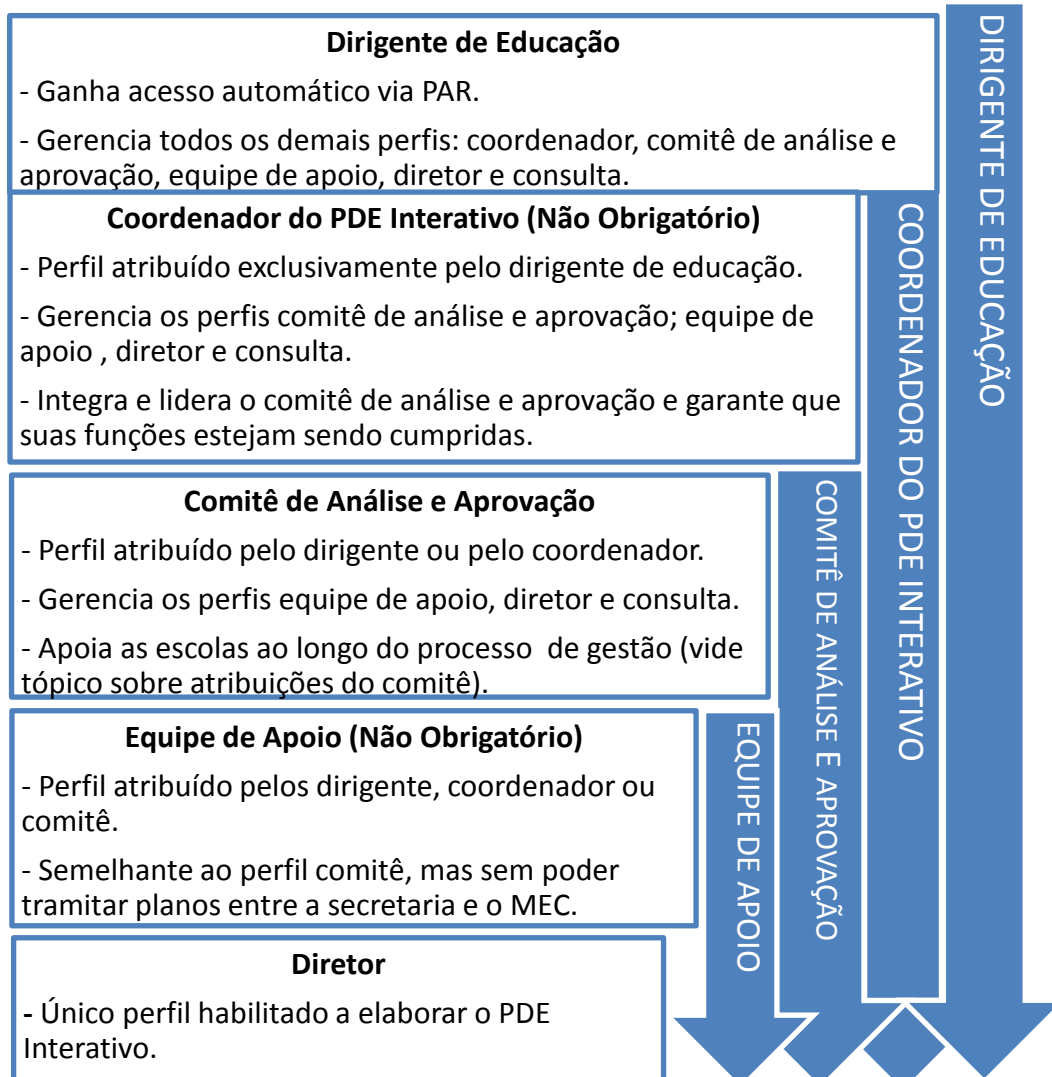 Dirigente de Educação
- Ganha acesso automático via PAR.
- Gerencia todos os demais perfis: coordenador, comitê de análise e
aprovação, equipe de apoio, diretor e consulta.
Coordenador do PDE Interativo (Não Obrigatório)
- Perfil atribuído exclusivamente pelo dirigente de educação.
- Gerencia os perfis comitê de análise e aprovação; equipe de
apoio , diretor e consulta.
- Integra e lidera o comitê de análise e aprovação e garante que
suas funções estejam sendo cumpridas.
Comitê de Análise e Aprovação
- Perfil atribuído pelo dirigente ou pelo coordenador.
- Gerencia os perfis equipe de apoio, diretor e consulta.
- Apoia as escolas ao longo do processo  de gestão (vide
tópico sobre atribuições do comitê).
Equipe de Apoio (Não Obrigatório)
- Perfil atribuído pelos dirigente, coordenador ou
comitê.
- Semelhante ao perfil comitê, mas sem poder
tramitar planos entre a secretaria e o MEC.
Diretor
- Único perfil habilitado a elaborar o PDE
Interativo.
EQUIPE DE APOIO
COMITÊ DE ANÁLISE E APROVAÇÃO
COORDENADOR DO PDE INTERATIVO
DIRIGENTE DE EDUCAÇÃO